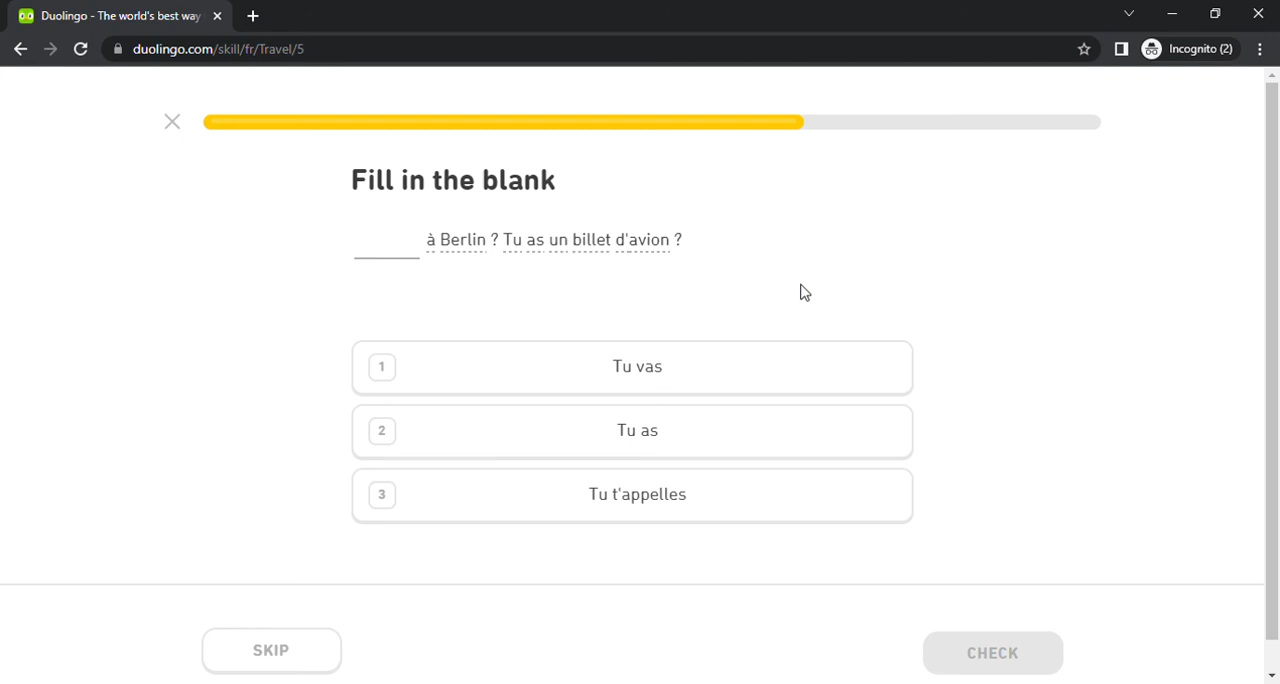 Duolingo - The world's best way
duolingo.com/skill/fr/Travel/5
Incognito (2)
Fill in the blank
à Berlin ? Tu as un billet d'avion ?
1 Tu vas
2 Tu as
3 Tu t'appelles
SKIP
CHECK